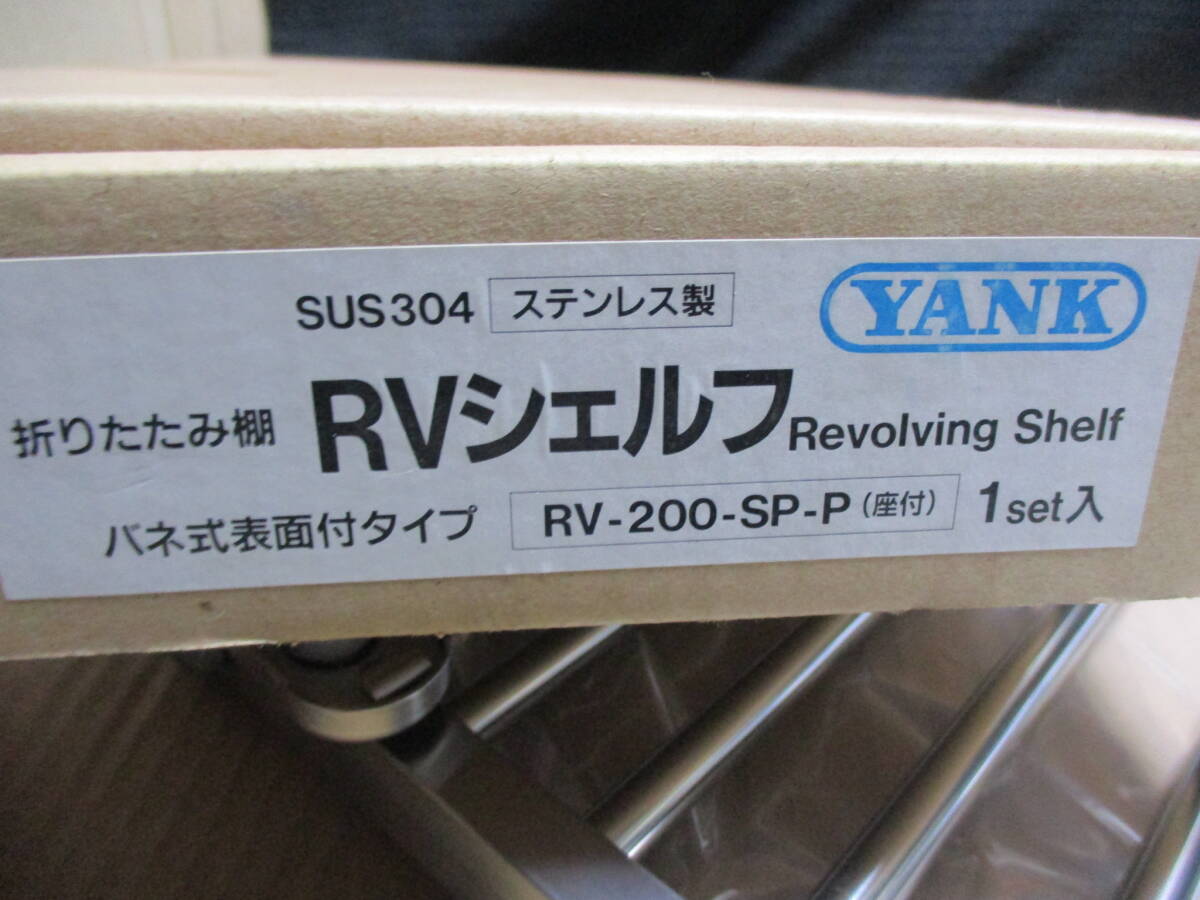 SUS304 ステンレス製 YANK
折りたたみ棚 RVシェルフ Revolving Shelf
バネ式表面付タイプ RV-200-SP-P (座付) 1set入